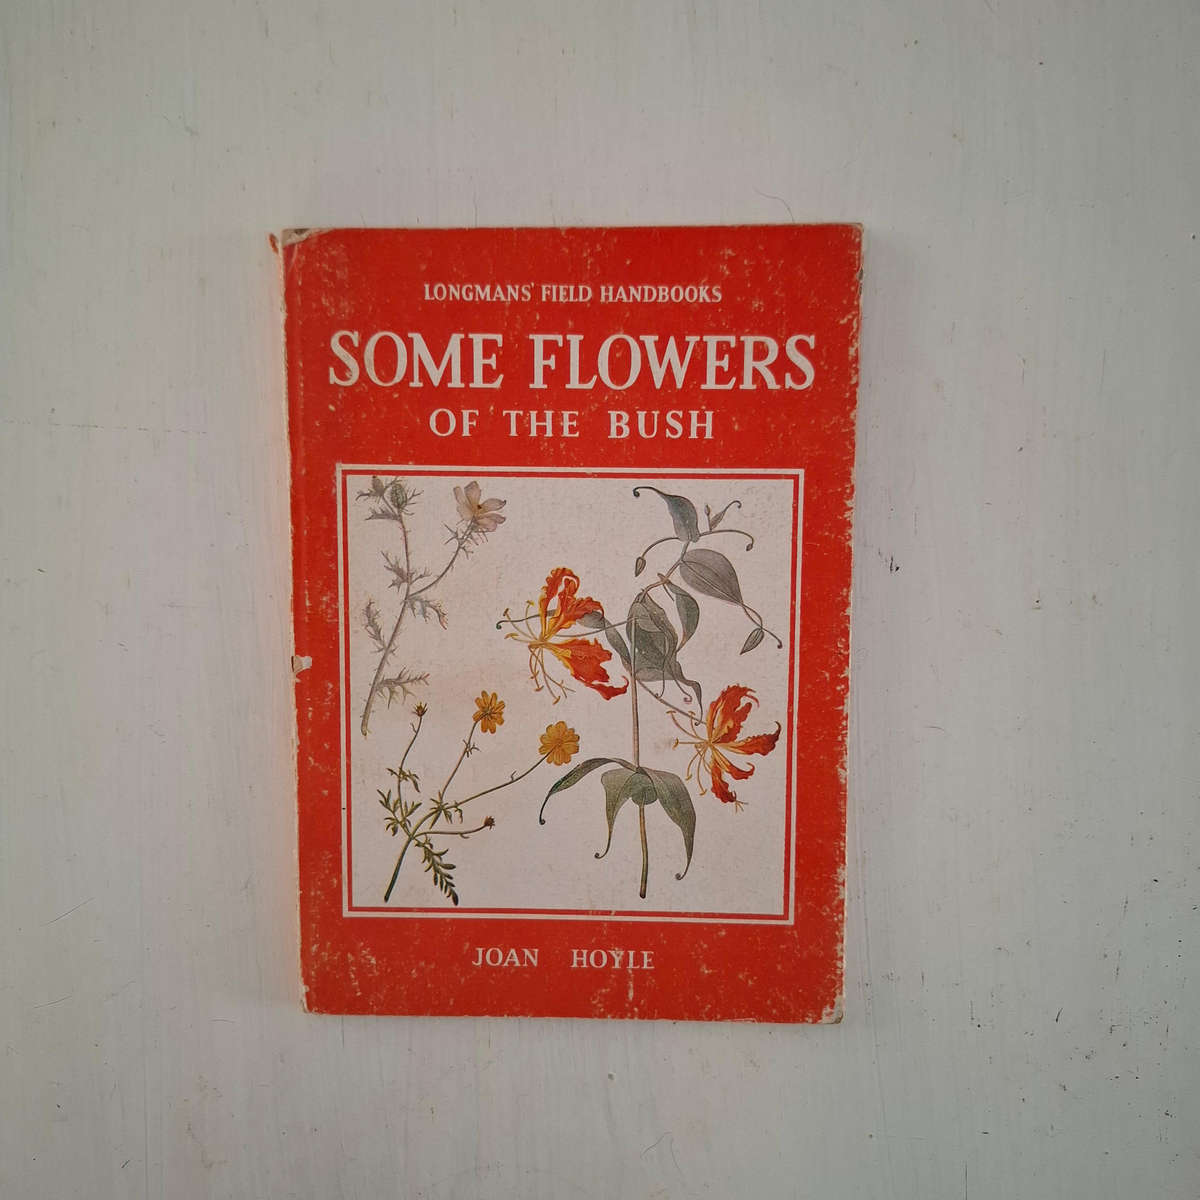 LONGMANS' FIELD HANDBOOKS
SOME FLOWERS
OF THE BUSH
JOAN HOYLE